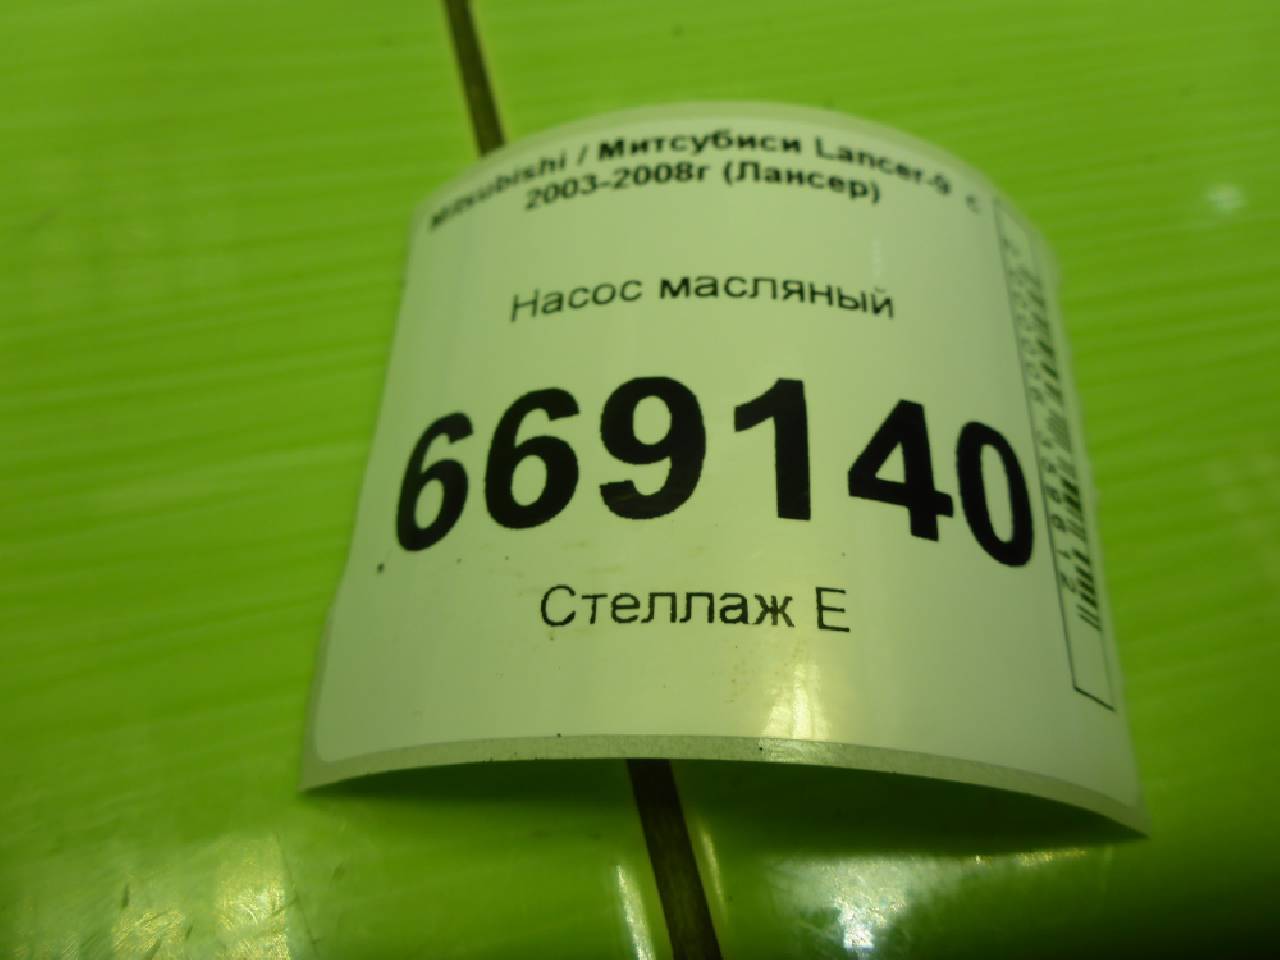 Mitsubishi / Митсубиси Lancer-9 с
2003-2008г (Лансер)
Насос масляный
669140
Стеллаж Е